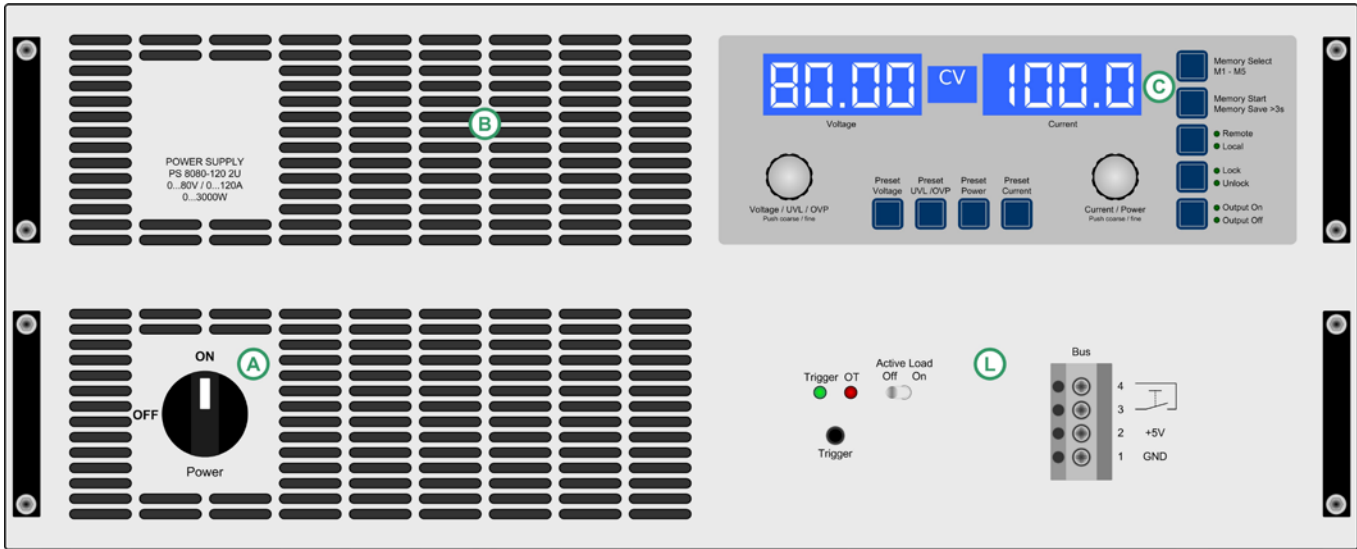 80.00
CV
100.0
Voltage
Current
Memory Select
M1 - M5
Memory Start
Memory Save >3s
Remote
Local
Lock
Unlock
Output On
Output Off
C
B
POWER SUPPLY
PS 8080-120 2U
0...80V / 0...120A
0...3000W
Preset
Voltage
Preset
UVL /OVP
Preset
Power
Preset
Current
Voltage / UVL / OVP
Push coarse / fine
Current / Power
Push coarse / fine
ON
OFF
Power
A
Trigger
OT
Active Load
Off
On
Trigger
L
Bus
4
3
2
+5V
1
GND